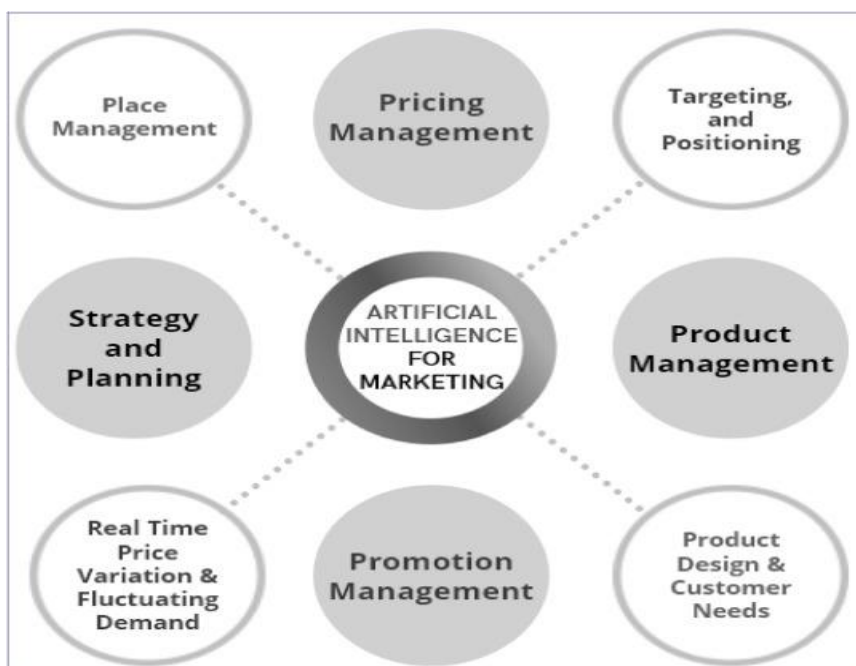 Place
Management
Pricing
Management
Targeting,
and
Positioning
Strategy
and
Planning
ARTIFICIAL
INTELLIGENCE
FOR
MARKETING
Product
Management
Real Time
Price
Variation &
Fluctuating
Demand
Promotion
Management
Product
Design &
Customer
Needs